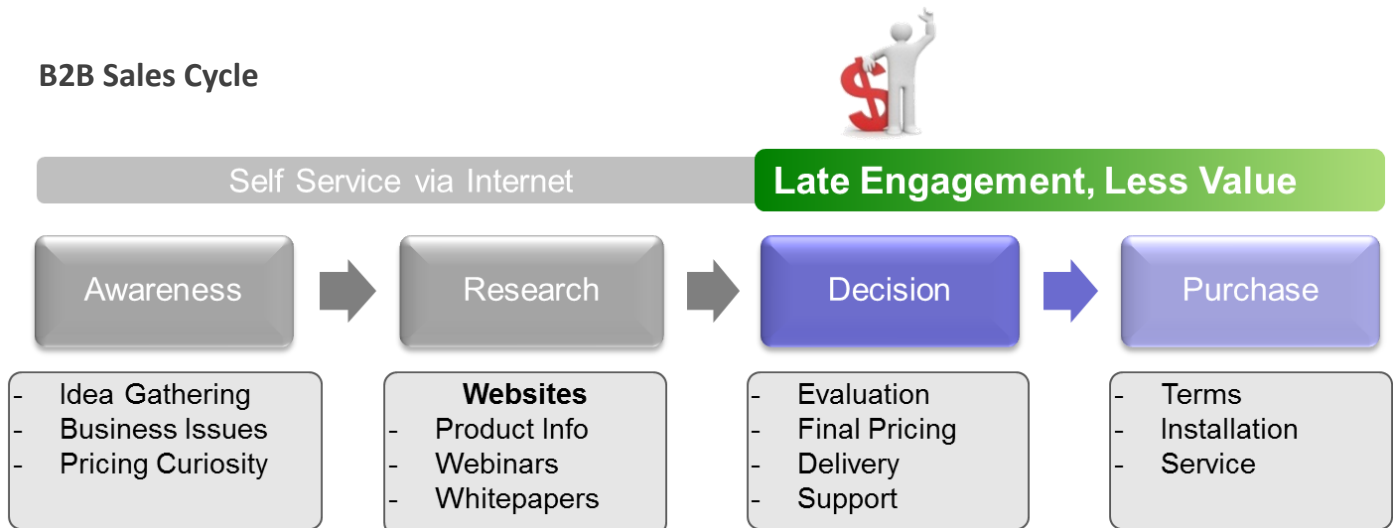 B2B Sales Cycle
$
Self Service via Internet
Late Engagement, Less Value
Awareness
Research
Decision
Purchase
- Idea Gathering
- Business Issues
- Pricing Curiosity
Websites
- Product Info
- Webinars
- Whitepapers
- Evaluation
- Final Pricing
- Delivery
- Support
- Terms
- Installation
- Service